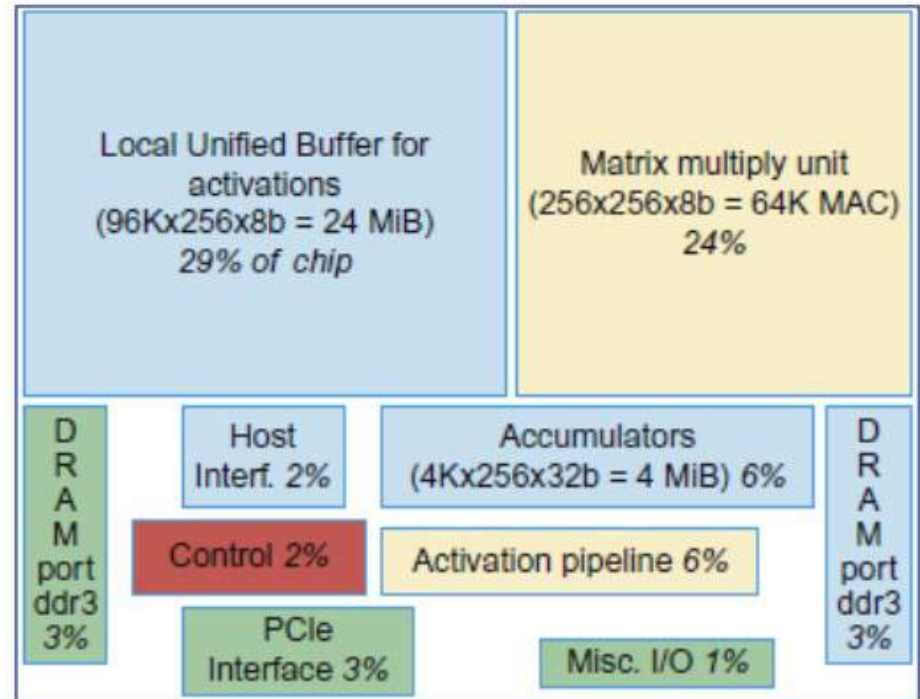 Local Unified Buffer for
activations
(96Kx256x8b = 24 MiB)
29% of chip
Matrix multiply unit
(256x256x8b = 64K MAC)
24%
D
R
A
M
port
ddr3
3%
Host
Interf. 2%
Accumulators
(4Kx256x32b = 4 MiB) 6%
D
R
A
M
port
ddr3
3%
Control 2%
Activation pipeline 6%
PCIe
Interface 3%
Misc. I/O 1%